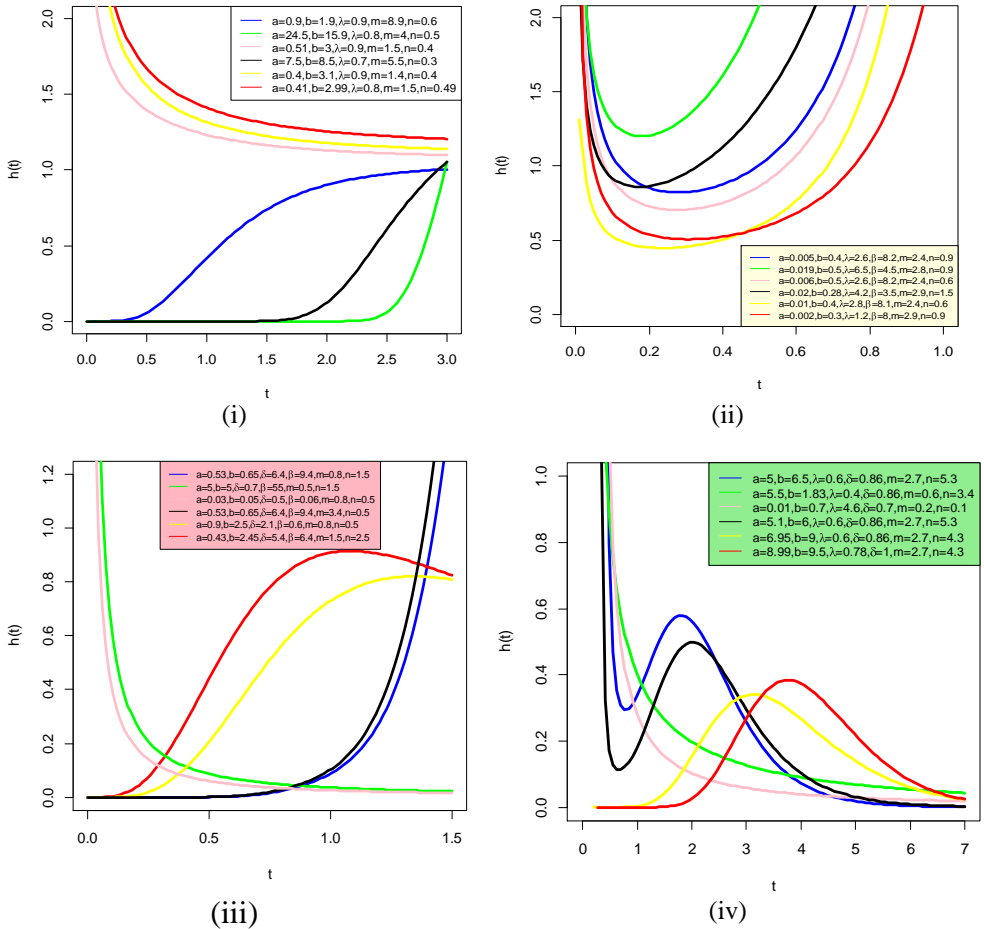 a=0.9,b=1.9,λ=0.9,m=8.9,n=0.6
a=24.5,b=15.9,λ=0.8,m=4,n=0.5
a=0.51,b=3,λ=0.9,m=1.5,n=0.4
a=7.5,b=8.5,λ=0.7,m=5.5,n=0.3
a=0.4,b=3.1,λ=0.9,m=1.4,n=0.4
a=0.41,b=2.99,λ=0.8,m=1.5,n=0.49
2.0
1.5
1.0
0.5
0.0
h(t)
0.0 0.5 1.0 1.5 2.0 2.5 3.0
t
(i)
2.0
1.5
1.0
0.5
0.0
h(t)
a=0.005,b=0.4,λ=2.6,β=8.2,m=2.4,n=0.9
a=0.019,b=0.5,λ=6.5,β=4.5,m=2.8,n=0.9
a=0.006,b=0.5,λ=2.6,β=8.2,m=2.4,n=0.6
a=0.02,b=0.28,λ=4.2,β=3.5,m=2.9,n=1.5
a=0.01,b=0.4,λ=2.8,β=8.1,m=2.4,n=0.6
a=0.002,b=0.3,λ=1.2,β=8,m=2.9,n=0.9
0.0 0.2 0.4 0.6 0.8 1.0
t
(ii)
a=0.53,b=0.65,δ=6.4,β=9.4,m=0.8,n=1.5
a=5,b=5,δ=0.7,β=55,m=0.5,n=1.5
a=0.03,b=0.05,δ=0.5,β=0.06,m=0.8,n=0.5
a=0.53,b=0.65,δ=6.4,β=9.4,m=3.4,n=0.5
a=0.9,b=2.5,δ=2.1,β=0.6,m=0.8,n=0.5
a=0.43,b=2.45,δ=5.4,β=6.4,m=1.5,n=2.5
1.2
1.0
0.8
0.6
0.4
0.2
0.0
h(t)
0.0 0.5 1.0 1.5
t
(iii)
a=5,b=6.5,λ=0.6,δ=0.86,m=2.7,n=5.3
a=5.5,b=1.83,λ=0.4,δ=0.86,m=0.6,n=3.4
a=0.01,b=0.7,λ=4.6,δ=0.7,m=0.2,n=0.1
a=5.1,b=6,λ=0.6,δ=0.86,m=2.7,n=5.3
a=6.95,b=9,λ=0.6,δ=0.86,m=2.7,n=4.3
a=8.99,b=9.5,λ=0.78,δ=1,m=2.7,n=4.3
1.0
0.8
0.6
0.4
0.2
0.0
h(t)
0 1 2 3 4 5 6 7
t
(iv)